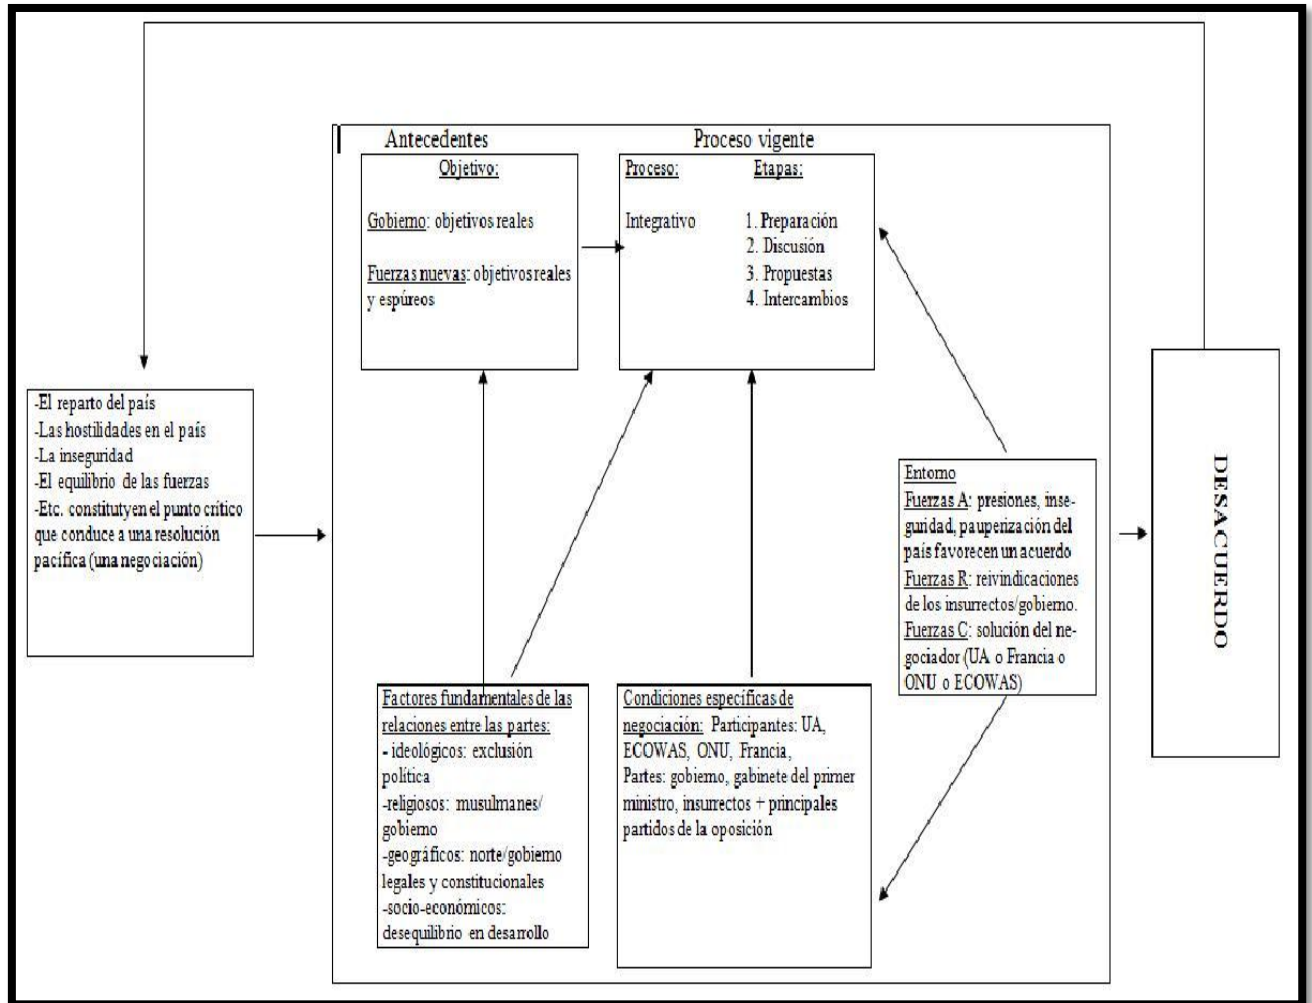 Antecedentes
Proceso vigente
Objetivo:
Gobierno: objetivos reales
Fuerzas nuevas: objetivos reales
y espúreos
Proceso:
Etapas:
Integrativo
1. Preparación
2. Discusión
3. Propuestas
4. Intercambios
-El reparto del país
-Las hostilidades en el país
-La inseguridad
-El equilibrio de las fuerzas
-Etc. constitutyen el punto crítico
que conduce a una resolución
pacífica (una negociación)
Entorno
Fuerzas A: presiones, inse-
guridad, pauperización del
país favorecen un acuerdo
Fuerzas R: reivindicaciones
de los insurrectos/gobierno.
Fuerzas C: solución del ne-
gociador (UA o Francia o
ONU o ECOWAS)
DESACUERDO
Factores fundamentales de las
relaciones entre las partes:
- ideológicos: exclusión
política
-religiosos: musulmanes/
gobierno
-geográficos: norte/gobierno
legales y constitucionales
-socio-económicos:
desequilibrio en desarrollo
Condiciones específicas de
negociación: Participantes: UA,
ECOWAS, ONU, Francia,
Partes: gobierno, gabinete del primer
ministro, insurrectos + principales
partidos de la oposición